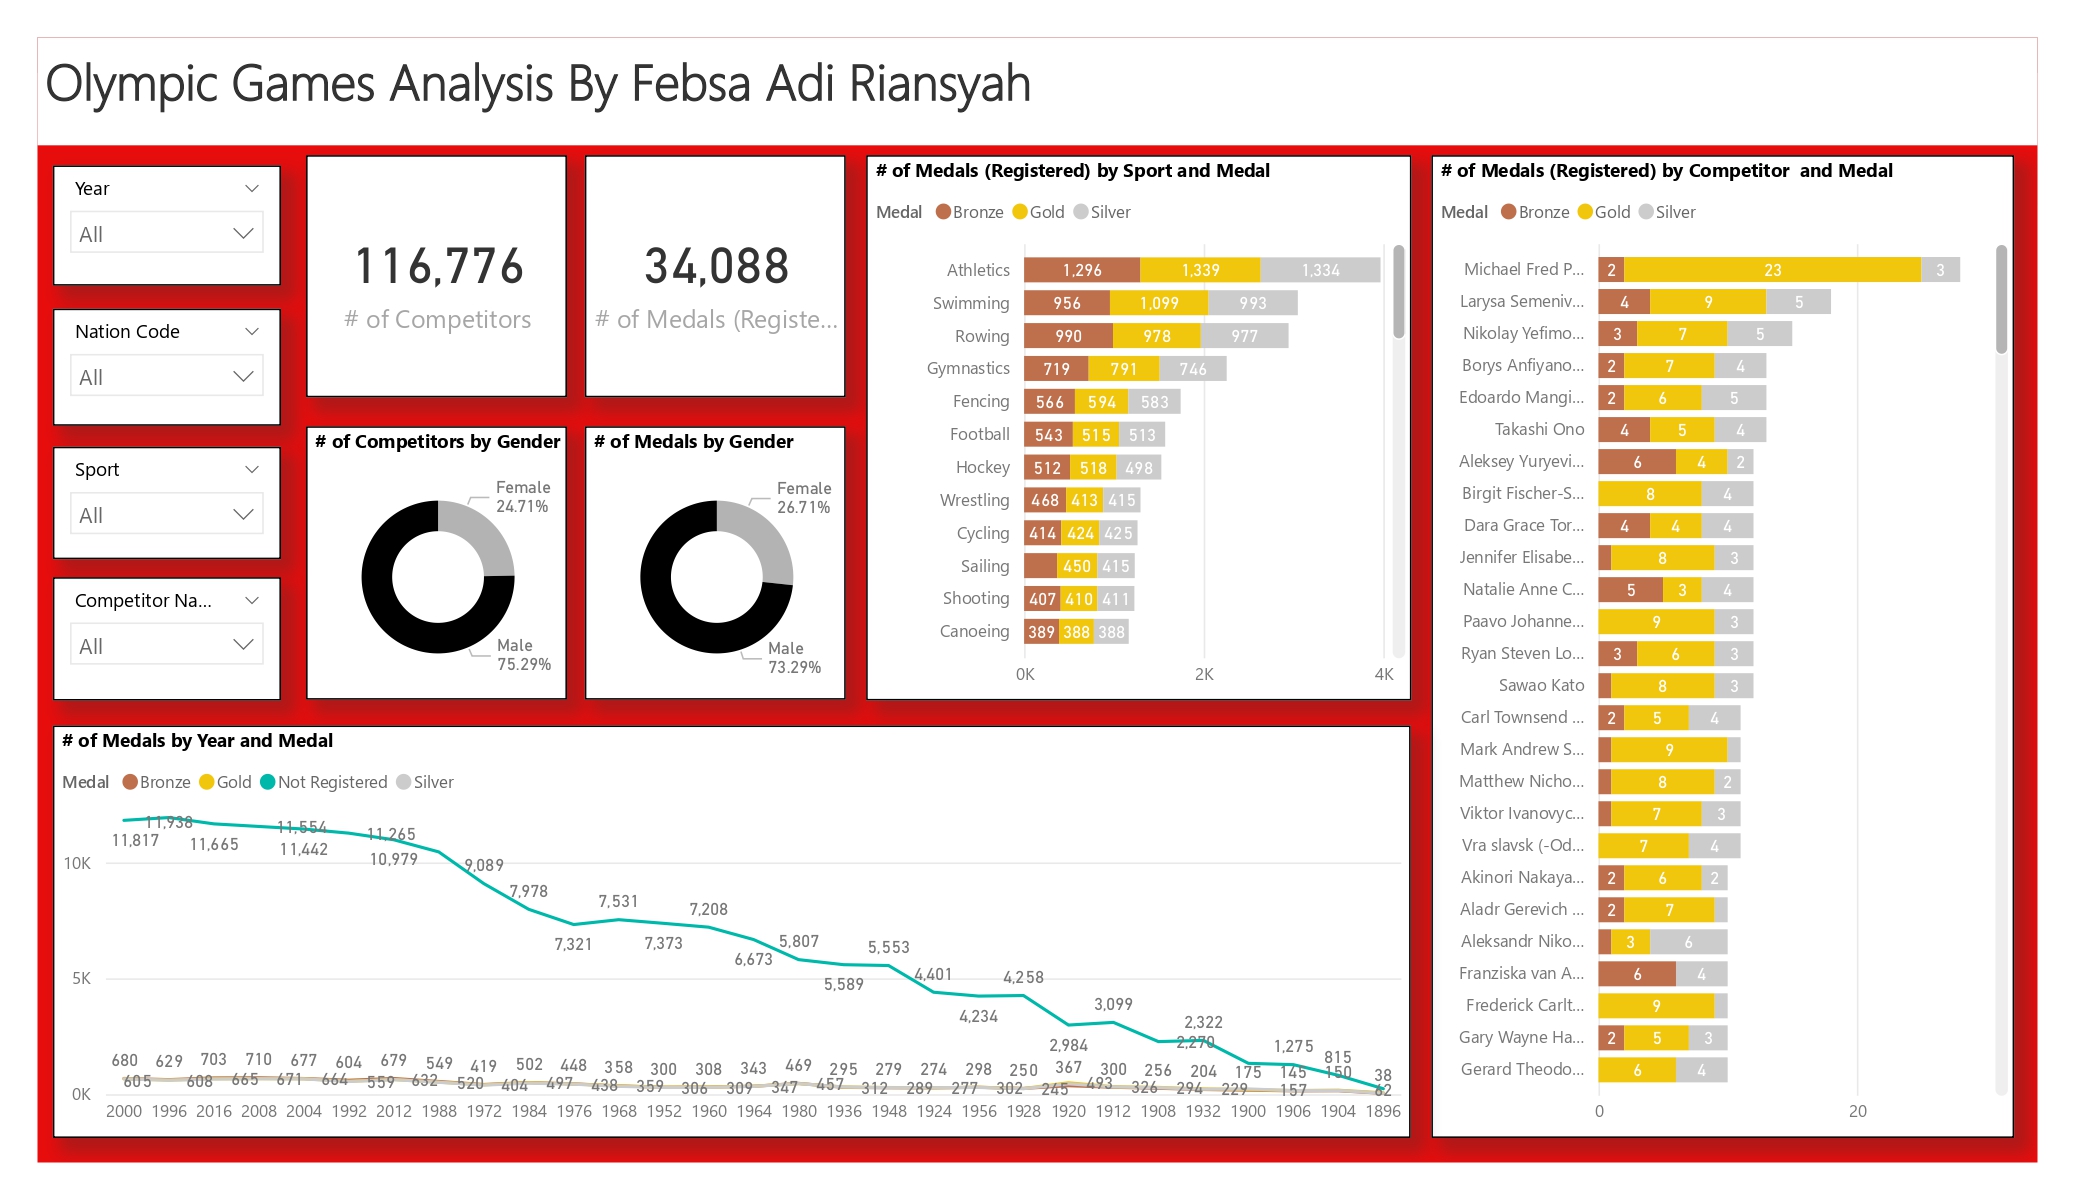 Olympic Games Analysis By Febsa Adi Riansyah
Year
All
Nation Code
All
Sport
All
Competitor Na...
All
116,776
# of Competitors
34,088
# of Medals (Registe...
# of Competitors by Gender
Female
24.71%
Male
75.29%
# of Medals by Gender
Female
26.71%
Male
73.29%
# of Medals (Registered) by Sport and Medal
Medal Bronze Gold Silver
Athletics 1,296 1,339 1,334
Swimming 956 1,099 993
Rowing 990 978 977
Gymnastics 719 791 746
Fencing 566 594 583
Football 543 515 513
Hockey 512 518 498
Wrestling 468 413 415
Cycling 414 424 425
Sailing 450 415
Shooting 407 410 411
Canoeing 389 388 388
0K 2K 4K
# of Medals (Registered) by Competitor and Medal
Medal Bronze Gold Silver
Michael Fred P... 2 23 3
Larysa Semeniv... 4 9 5
Nikolay Yefimo... 3 7 5
Borys Anfiyano... 2 7 4
Edoardo Mangi... 2 6 5
Takashi Ono 4 5 4
Aleksey Yuryevi... 6 4 2
Birgit Fischer-S... 8 4
Dara Grace Tor... 4 4 4
Jennifer Elisabe... 8 3
Natalie Anne C... 5 3 4
Paavo Johanne... 9 3
Ryan Steven Lo... 3 6 3
Sawao Kato 8 3
Carl Townsend ... 2 5 4
Mark Andrew S... 9
Matthew Nicho... 8 2
Viktor Ivanovyc... 7 3
Vra slavsk (-Od... 7 4
Akinori Nakaya... 2 6 2
Aladr Gerevich ... 2 7
Aleksandr Niko... 3 6
Franziska van A... 6 4
Frederick Carlt... 9
Gary Wayne Ha... 2 5 3
Gerard Theodo... 6 4
0 20
# of Medals by Year and Medal
Medal Bronze Gold Not Registered Silver
11,938 11,554 11,265
11,817 11,665 11,442 10,979
10K
9,089
7,978
7,531 7,208
7,321 7,373 6,673
5,807 5,553
5K
4,401 4,258
5,589 4,234
3,099
2,322
2,984 2,270
1,275 815
680 629 703 710 677 604 679 549 419 502 448 358 300 308 343 469 295 279 274 298 250 367 300 256 204 175 145 150 38
605 608 665 671 664 559 632 520 404 497 438 359 306 309 347 457 312 289 277 302 245 493 326 294 229 157 62
0K
2000 1996 2016 2008 2004 1992 2012 1988 1972 1984 1976 1968 1952 1960 1964 1980 1936 1948 1924 1956 1928 1920 1912 1908 1932 1900 1906 1904 1896